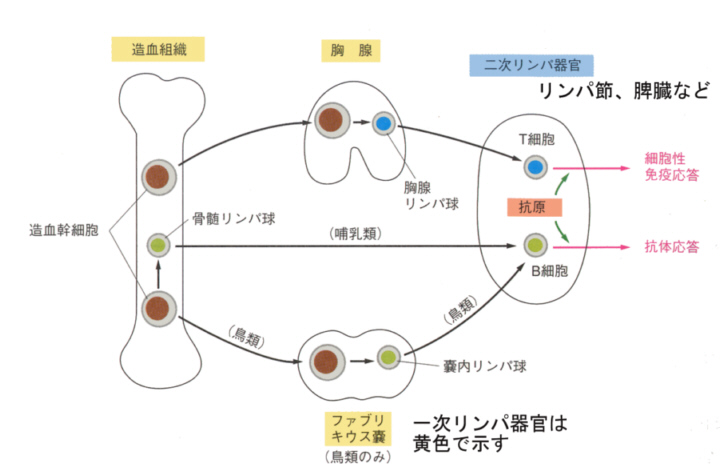 造血組織
胸 腺
二次リンパ器官
リンパ節、脾臓など
T細胞
細胞性
免疫応答
胸腺
リンパ球
抗原
造血幹細胞
骨髄リンパ球
(哺乳類)
抗体応答
B細胞
(鳥類)
(鳥類)
嚢内リンパ球
ファブリ
キウス嚢
(鳥類のみ)
一次リンパ器官は
黄色で示す